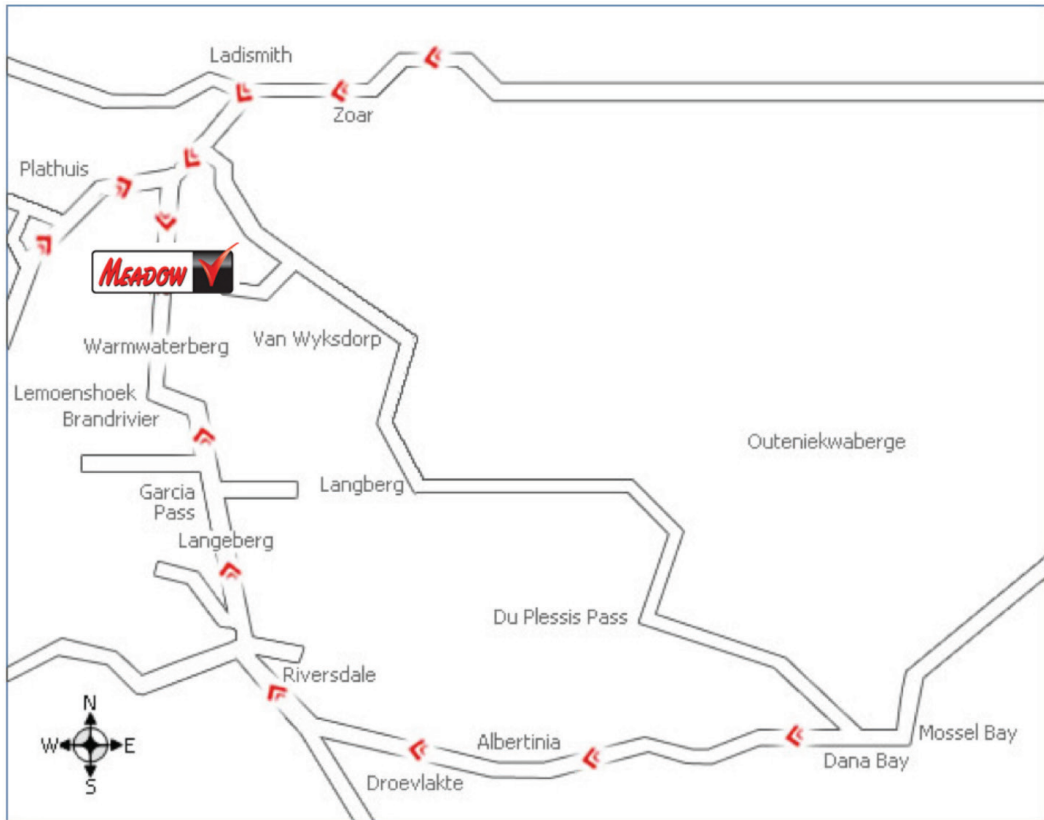 Ladismith
Zoar
Plathuis
MEADOW
Warmwaterberg
Van Wyksdorp
Lemoenshoek
Brandrivier
Outeniekwaberge
Garcia
Pass
Langberg
Langeberg
Du Plessis Pass
Riversdale
N
W E
S
Albertinia
Mossel Bay
Dana Bay
Droevlakte